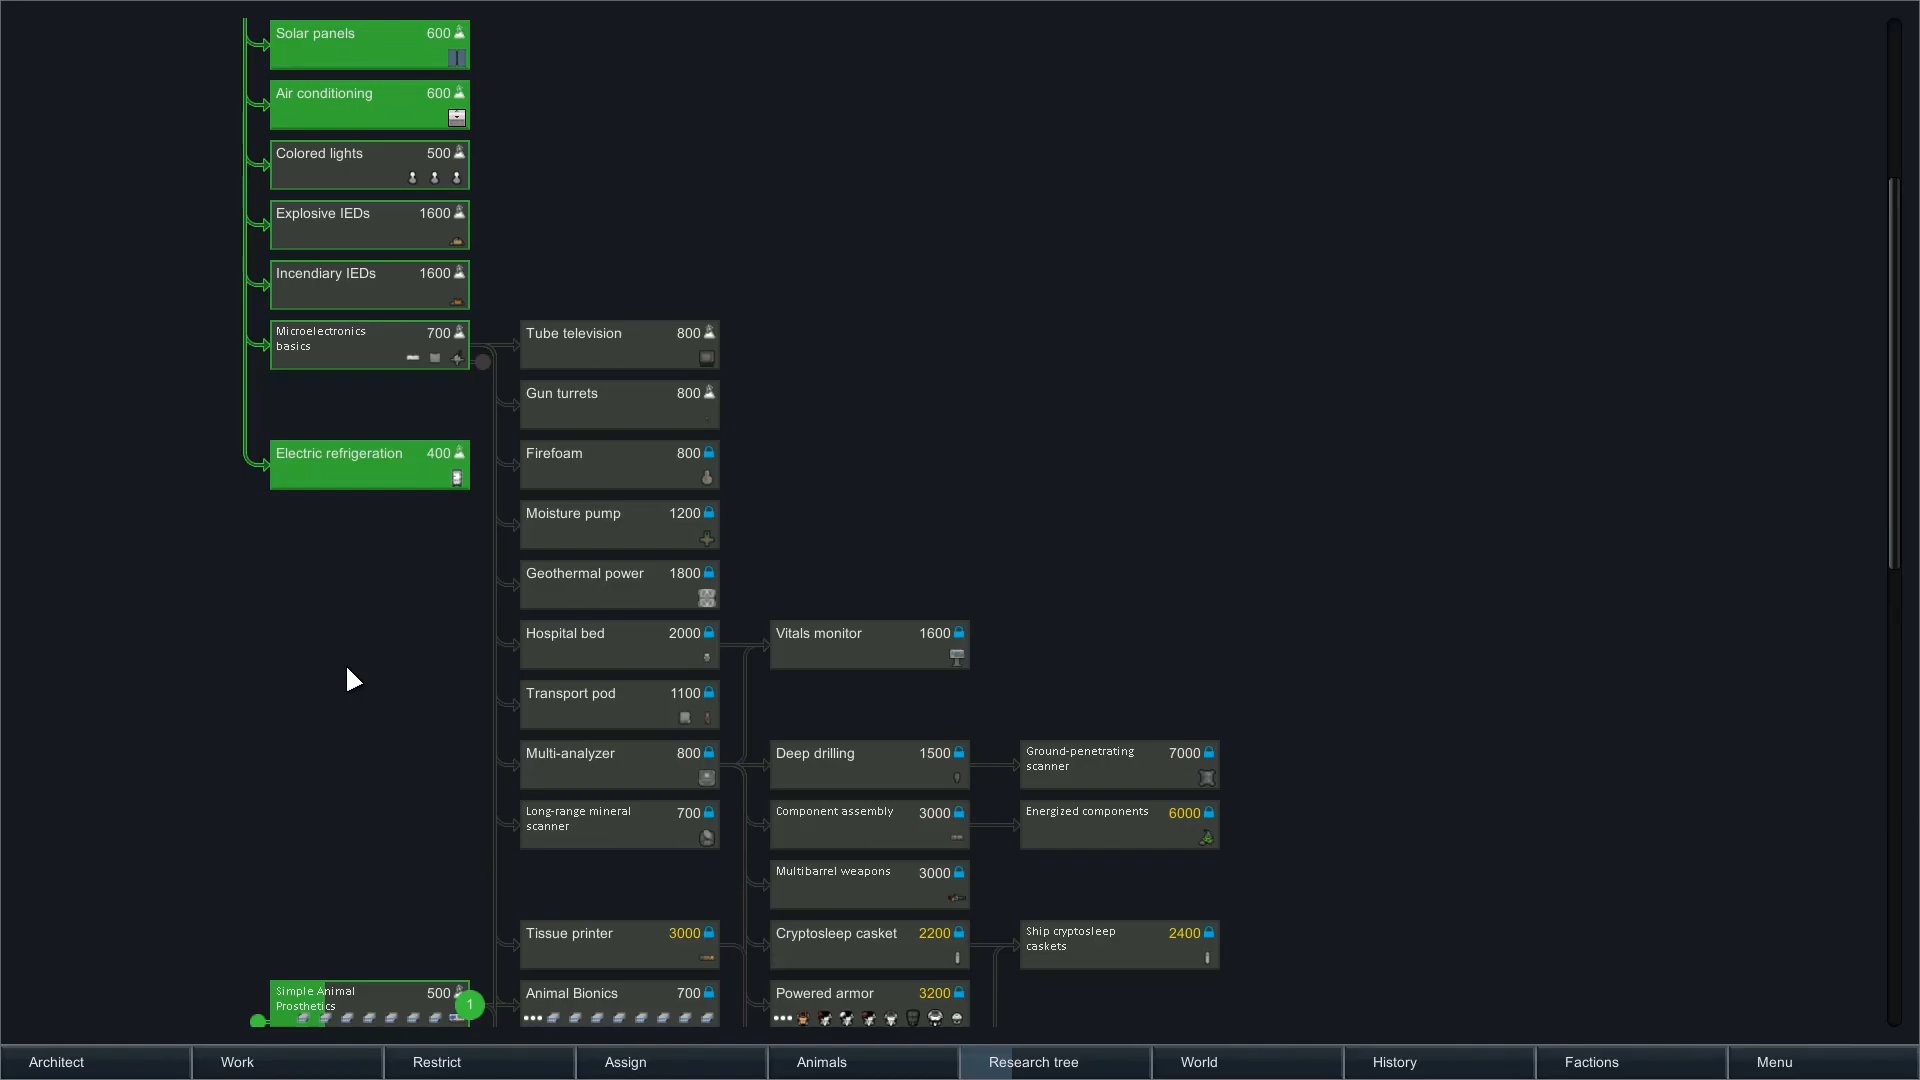 Solar panels 600
Air conditioning 600
Colored lights 500
Explosive IEDs 1600
Incendiary IEDs 1600
Microelectronics basics 700
Tube television 800
Gun turrets 800
Electric refrigeration 400
Firefoam 800
Moisture pump 1200
Geothermal power 1800
Hospital bed 2000
Vitals monitor 1600
Transport pod 1100
Multi-analyzer 800
Deep drilling 1500
Ground-penetrating scanner 7000
Long-range mineral scanner 700
Component assembly 3000
Energized components 6000
Multibarrel weapons 3000
Tissue printer 3000
Cryptosleep casket 2200
Ship cryptosleep caskets 2400
Simple Animal Prosthetics 500
1
Animal Bionics 700
Powered armor 3200
Architect Work Restrict Assign Animals Research tree World History Factions Menu